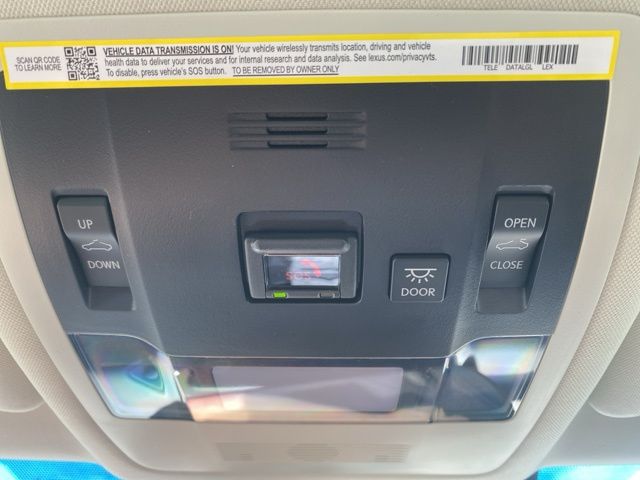 SCAN QR CODE
TO LEARN MORE
VEHICLE DATA TRANSMISSION IS ON! Your vehicle wirelessly transmits location, driving and vehicle
health data to deliver your services and for internal research and data analysis. See lexus.com/privacyvts.
To disable, press vehicle's SOS button. TO BE REMOVED BY OWNER ONLY
TELE DATALGL LEX
UP
DOWN
SOS
DOOR
OPEN
CLOSE